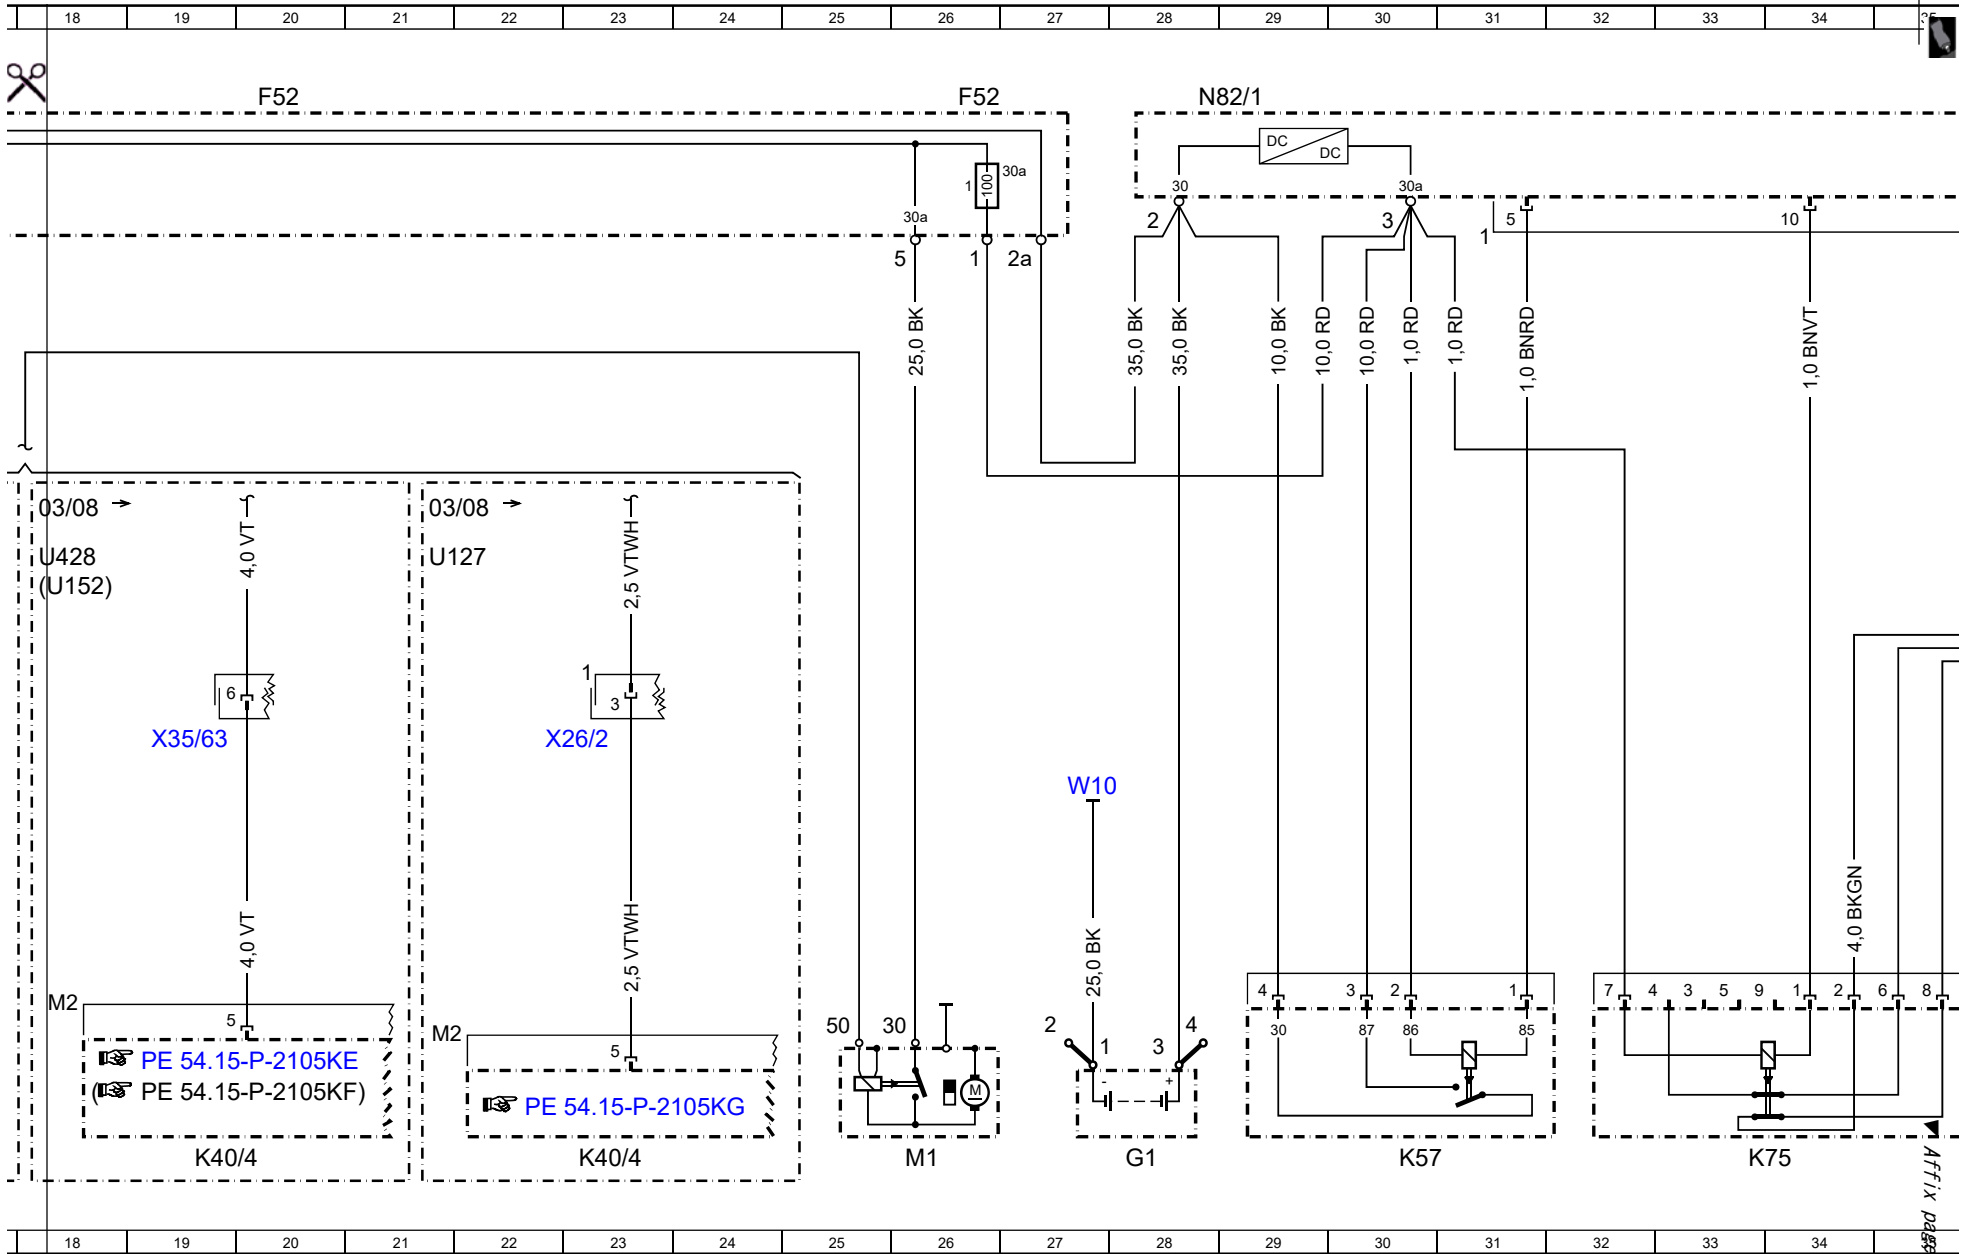 18 19 20 21 22 23 24 25 26 27 28 29 30 31 32 33 34 35
F52 F52 N82/1
DC
DC
1 100 30a
30a 30 30a
5 1 2a 2 3 1 5 10
25,0 BK
35,0 BK
35,0 BK
10,0 BK
10,0 RD
10,0 RD
1,0 RD
1,0 RD
1,0 BNRD
1,0 BNVT
03/08
U428
(U152)
4,0 VT
03/08
U127
2,5 VTWH
6
X35/63
1
3
X26/2
W10
4,0 VT
2,5 VTWH
25,0 BK
4,0 BKGN
M2
5
PE 54.15-P-2105KE
(PE 54.15-P-2105KF)
K40/4
M2
5
PE 54.15-P-2105KG
K40/4
50 30
M
M1
2 1 3 4
- +
G1
4 3 2 1
30 87 86 85
K57
7 4 3 5 9 1 2 6 8
K75
Affix page
18 19 20 21 22 23 24 25 26 27 28 29 30 31 32 33 34